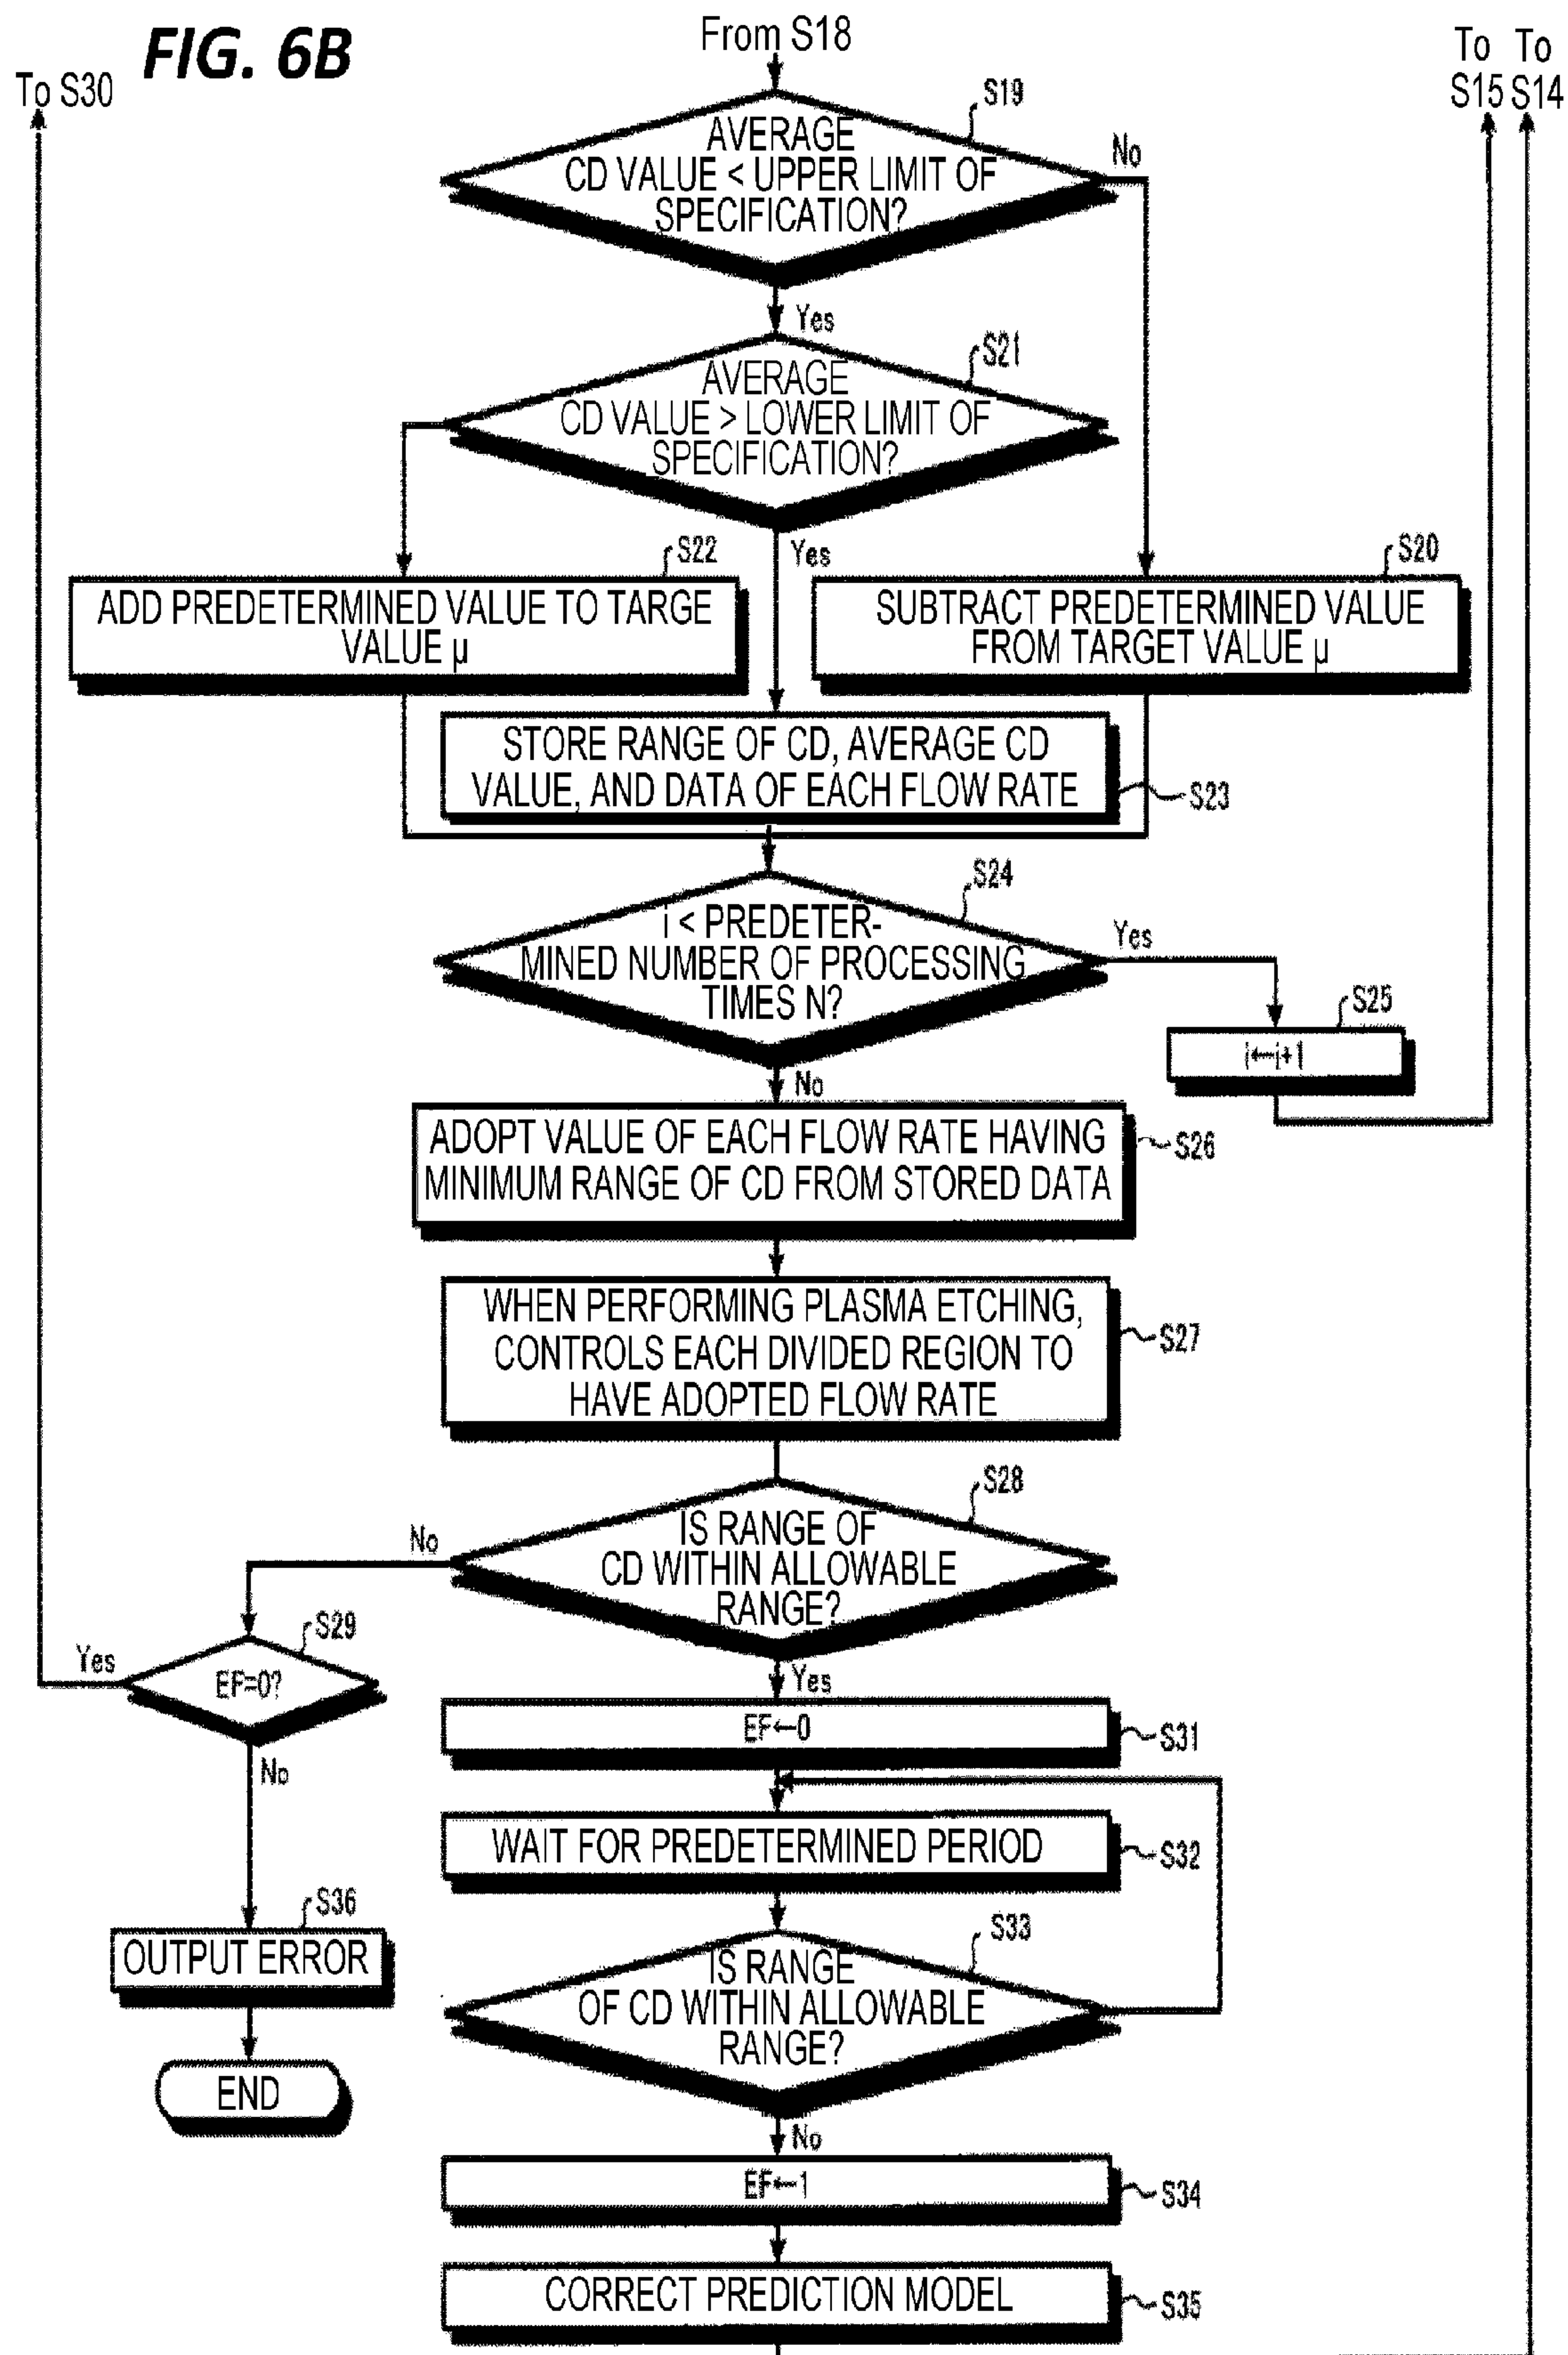 FIG. 6B
From S18
To S30
To To
S15 S14
S19
AVERAGE
CD VALUE < UPPER LIMIT OF
SPECIFICATION?
No
Yes
S21
AVERAGE
CD VALUE > LOWER LIMIT OF
SPECIFICATION?
Yes
S22
ADD PREDETERMINED VALUE TO TARGE
VALUE μ
S20
SUBTRACT PREDETERMINED VALUE
FROM TARGET VALUE μ
STORE RANGE OF CD, AVERAGE CD
VALUE, AND DATA OF EACH FLOW RATE
S23
S24
i < PREDETER-
MINED NUMBER OF PROCESSING
TIMES N?
Yes
S25
i←i+1
No
ADOPT VALUE OF EACH FLOW RATE HAVING
MINIMUM RANGE OF CD FROM STORED DATA
S26
WHEN PERFORMING PLASMA ETCHING,
CONTROLS EACH DIVIDED REGION TO
HAVE ADOPTED FLOW RATE
S27
S28
IS RANGE OF
CD WITHIN ALLOWABLE
RANGE?
No
S29
EF=0?
Yes
No
Yes
EF←0
S31
WAIT FOR PREDETERMINED PERIOD
S32
S36
OUTPUT ERROR
END
S33
IS RANGE
OF CD WITHIN ALLOWABLE
RANGE?
No
EF←1
S34
CORRECT PREDICTION MODEL
S35